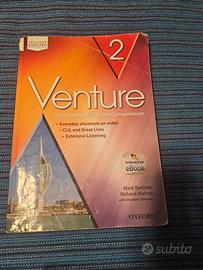 2
Venture
21st Century Skills and Competences
• Everyday situations on video
• CLIL and Great Lives
• Extensive Listening
eBook
Mark Bartram
Richard Walton
OXFORD
subito